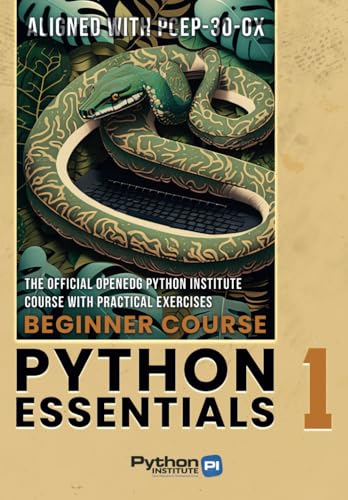 ALIGNED WITH PCEP-30-0X
THE OFFICIAL OPENEDG PYTHON INSTITUTE
COURSE WITH PRACTICAL EXERCISES
BEGINNER COURSE
PYTHON
ESSENTIALS 1
Python PI
INSTITUTE